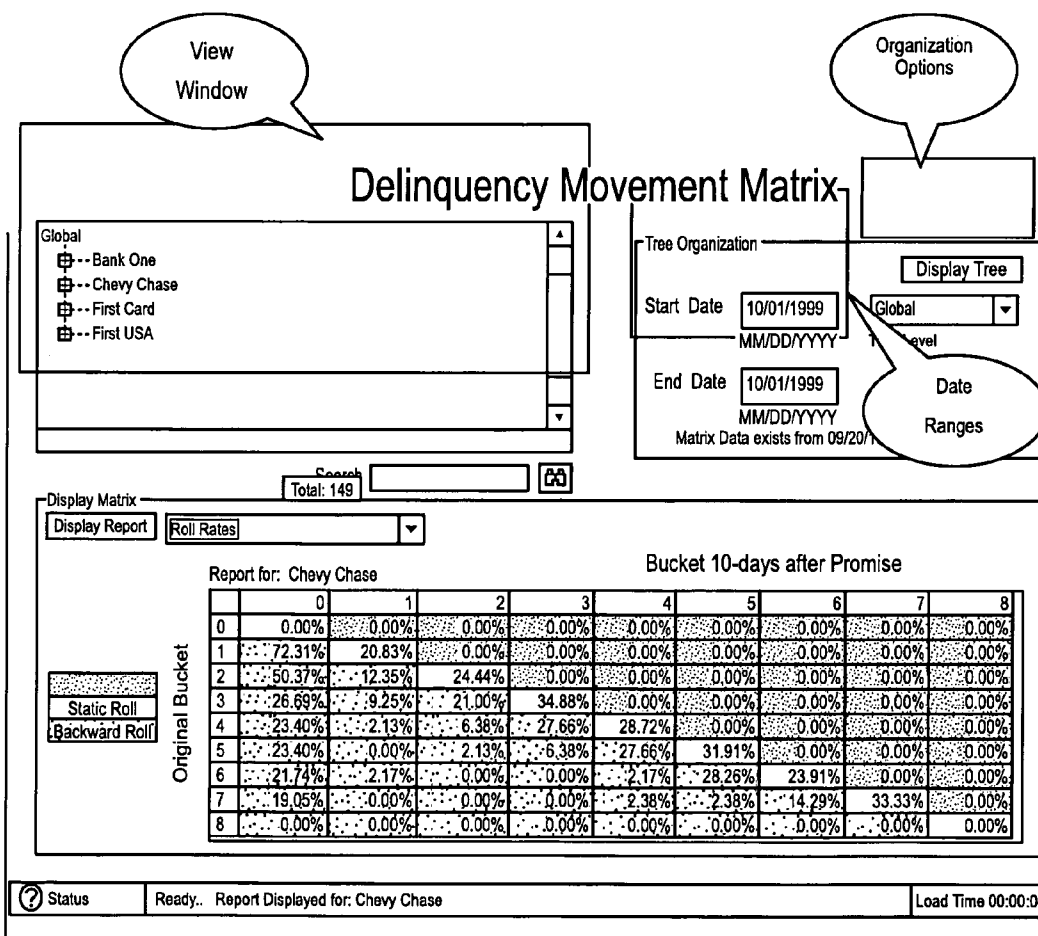 View
Window
Organization
Options
Delinquency Movement Matrix
Global
Bank One
Chevy Chase
First Card
First USA
Tree Organization
Display Tree
Start Date 10/01/1999 Global
MM/DD/YYYY
End Date 10/01/1999
MM/DD/YYYY
Date
Ranges
Matrix Data exists from 09/20/1
Search
Total: 149
Display Matrix
Display Report Roll Rates
Bucket 10-days after Promise
Report for: Chevy Chase
0 1 2 3 4 5 6 7 8
0 0.00% 0.00% 0.00% 0.00% 0.00% 0.00% 0.00% 0.00% 0.00%
1 72.31% 20.83% 0.00% 0.00% 0.00% 0.00% 0.00% 0.00% 0.00%
2 50.37% 12.35% 24.44% 0.00% 0.00% 0.00% 0.00% 0.00% 0.00%
3 26.69% 9.25% 21.00% 34.88% 0.00% 0.00% 0.00% 0.00% 0.00%
4 23.40% 2.13% 6.38% 27.66% 28.72% 0.00% 0.00% 0.00% 0.00%
5 23.40% 0.00% 2.13% 6.38% 27.66% 31.91% 0.00% 0.00% 0.00%
6 21.74% 2.17% 0.00% 0.00% 2.17% 28.26% 23.91% 0.00% 0.00%
7 19.05% 0.00% 0.00% 0.00% 2.38% 2.38% 14.29% 33.33% 0.00%
8 0.00% 0.00% 0.00% 0.00% 0.00% 0.00% 0.00% 0.00% 0.00%
Original Bucket
Static Roll
Backward Roll
Status Ready.. Report Displayed for: Chevy Chase Load Time 00:00:0